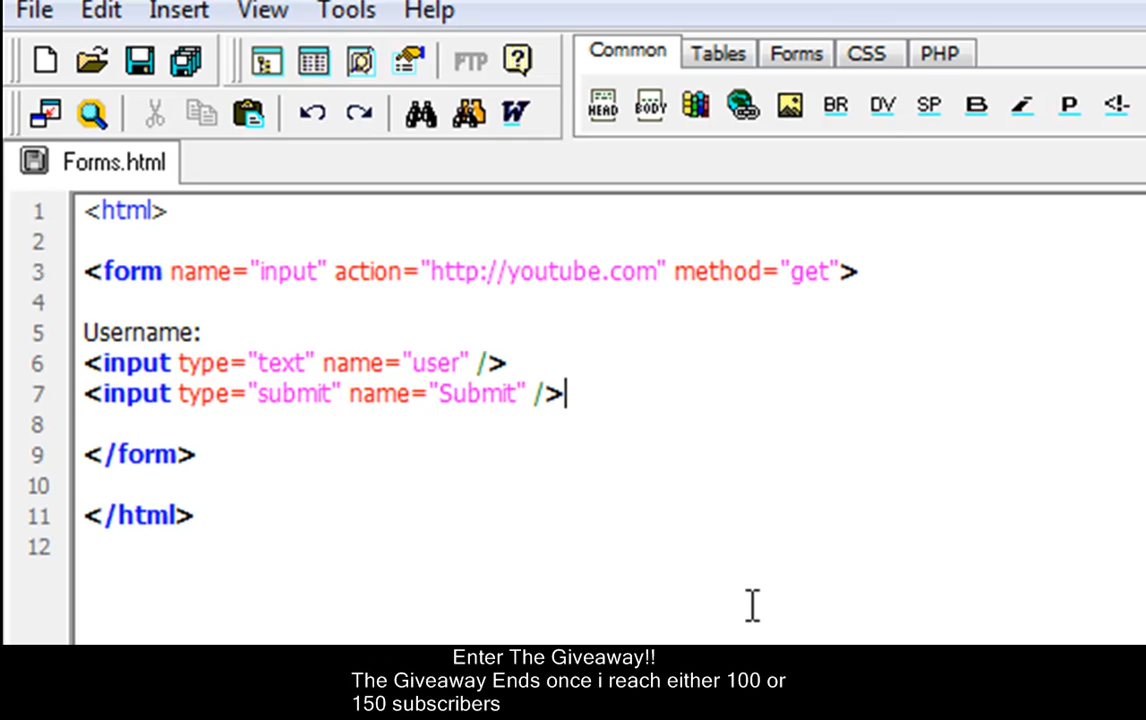 File Edit Insert View Tools Help
Common Tables Forms CSS PHP
FTP
HEAD BODY BR DV SP B P <!-
Forms.html
1 <html>
2
3 <form name="input" action="http://youtube.com" method="get">
4
5 Username:
6 <input type="text" name="user" />
7 <input type="submit" name="Submit" />
8
9 </form>
10
11 </html>
12
Enter The Giveaway!!
The Giveaway Ends once i reach either 100 or
150 subscribers